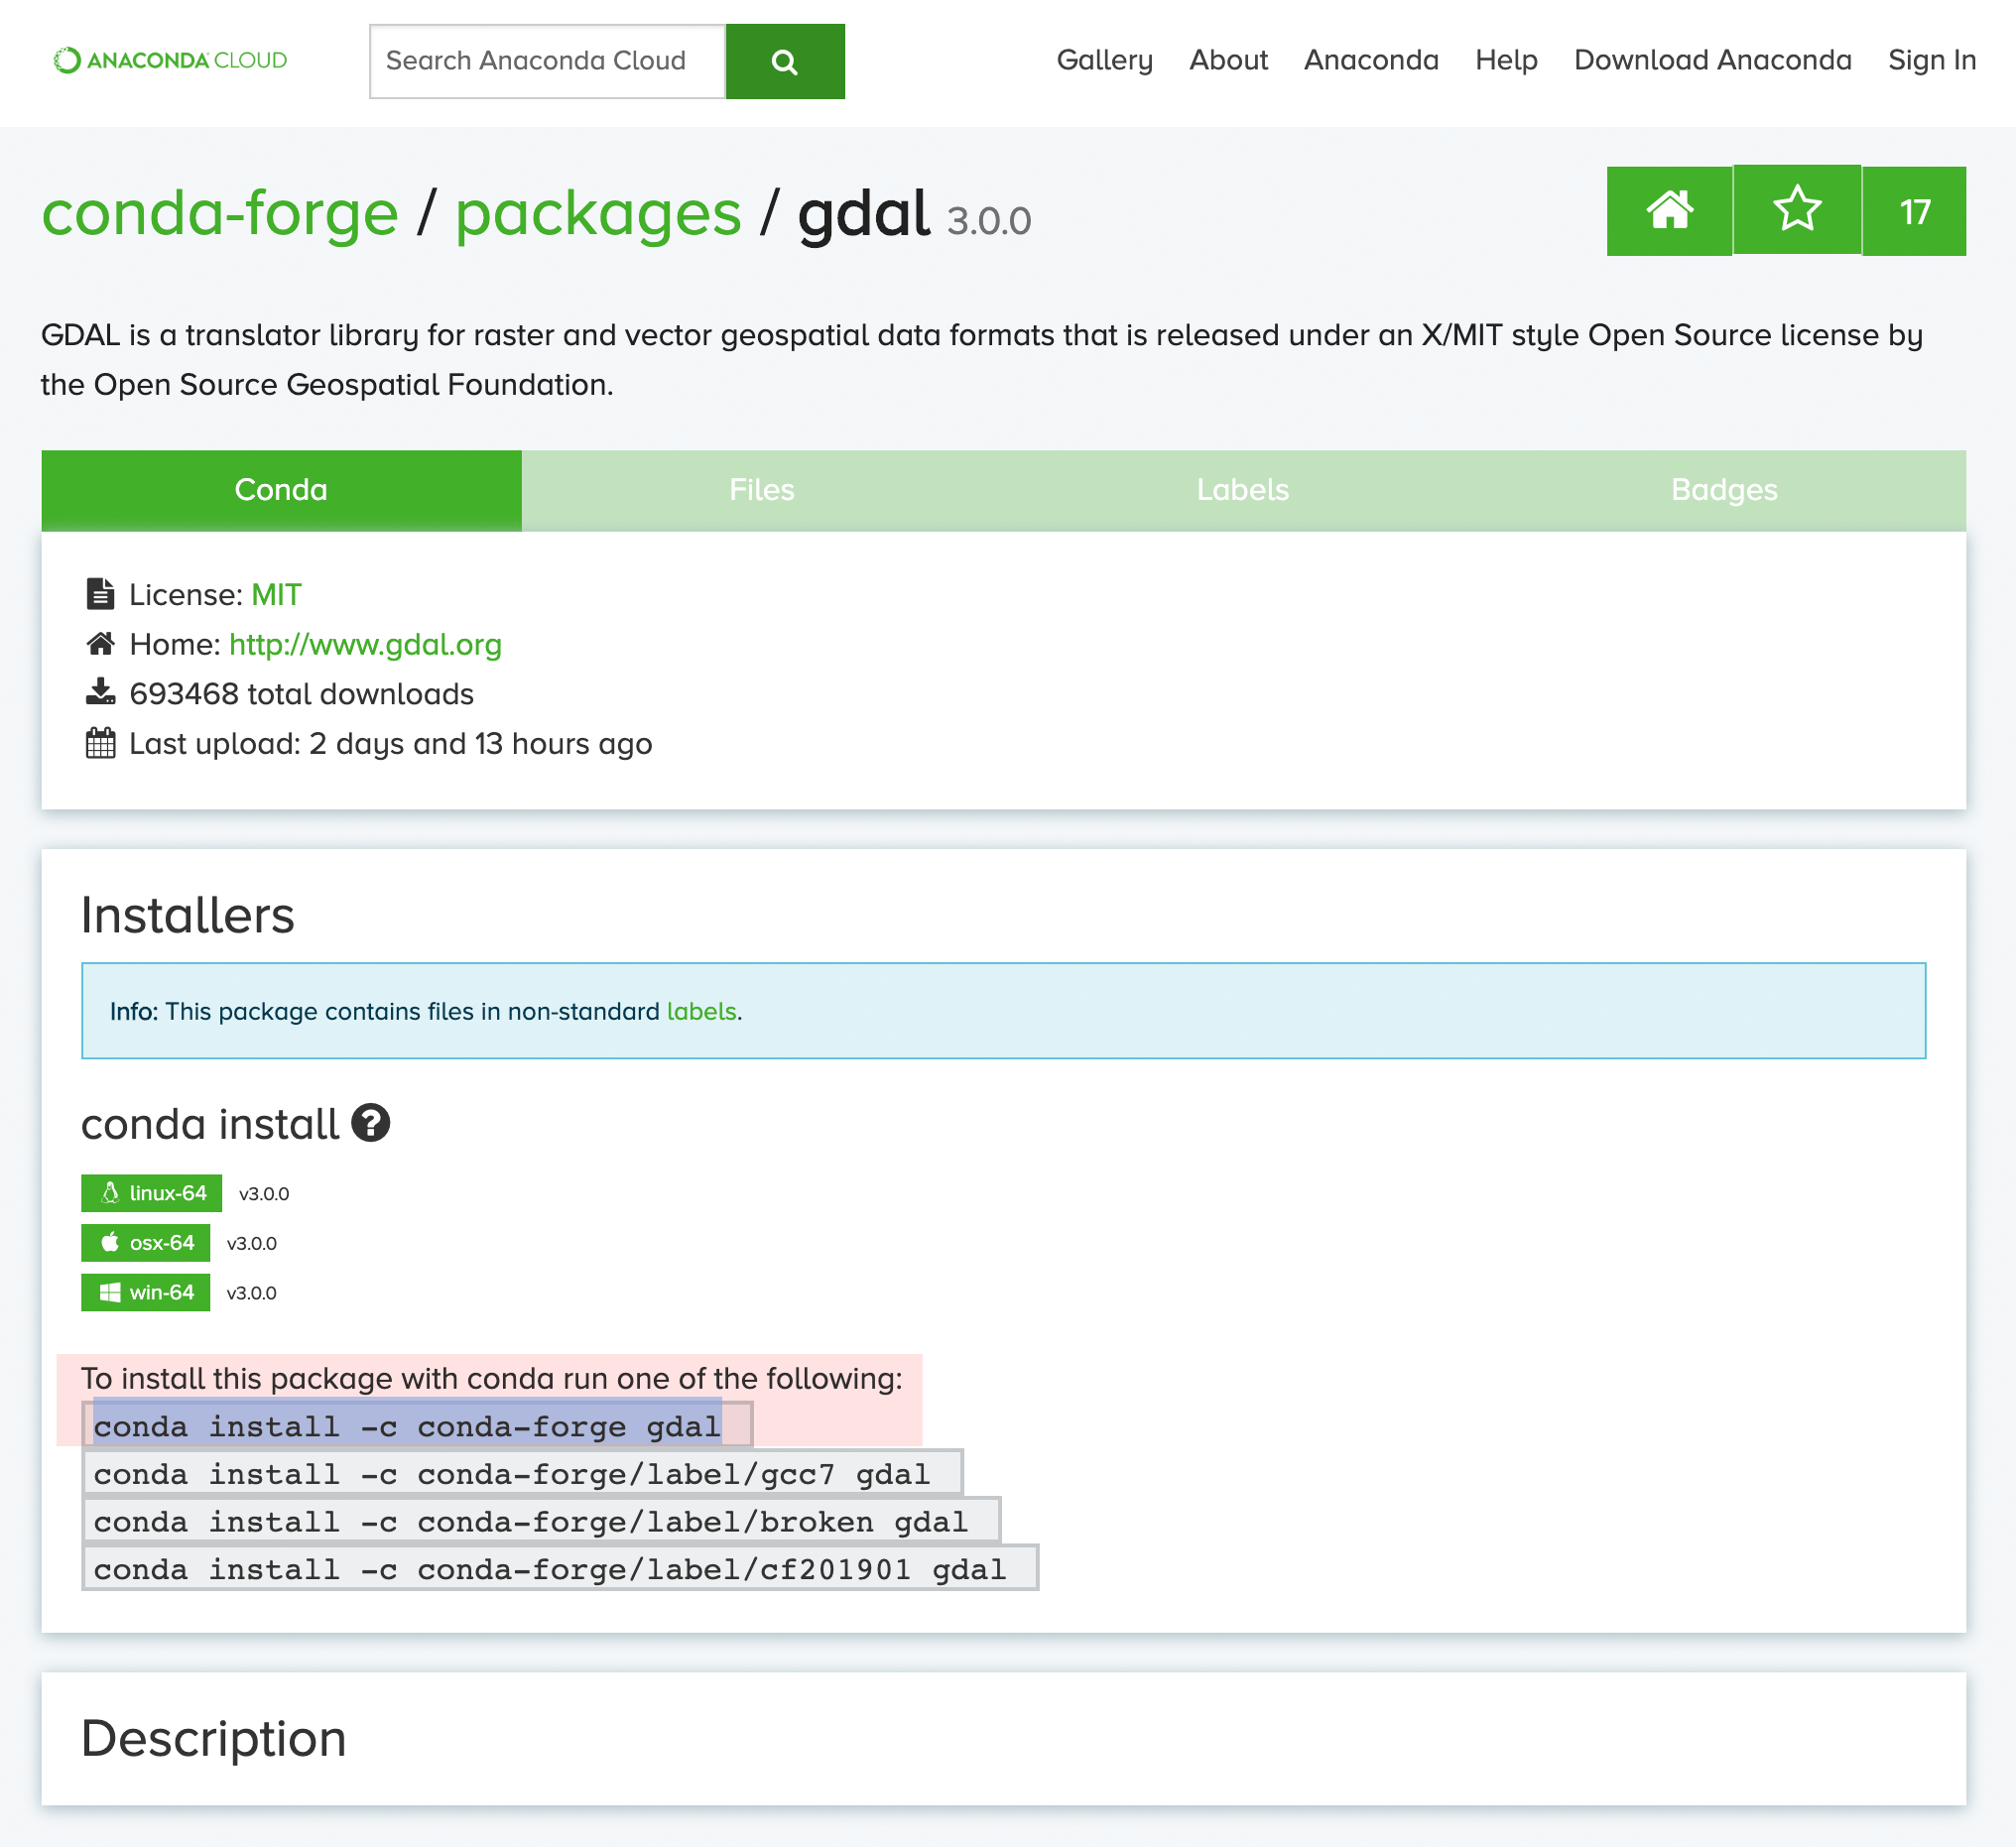 ANACONDA CLOUD
Search Anaconda Cloud
Gallery About Anaconda Help Download Anaconda Sign In
conda-forge / packages / gdal 3.0.0
17
GDAL is a translator library for raster and vector geospatial data formats that is released under an X/MIT style Open Source license by
the Open Source Geospatial Foundation.
Conda Files Labels Badges
License: MIT
Home: http://www.gdal.org
693468 total downloads
Last upload: 2 days and 13 hours ago
Installers
Info: This package contains files in non-standard labels.
conda install ?
linux-64 v3.0.0
osx-64 v3.0.0
win-64 v3.0.0
To install this package with conda run one of the following:
conda install -c conda-forge gdal
conda install -c conda-forge/label/gcc7 gdal
conda install -c conda-forge/label/broken gdal
conda install -c conda-forge/label/cf201901 gdal
Description